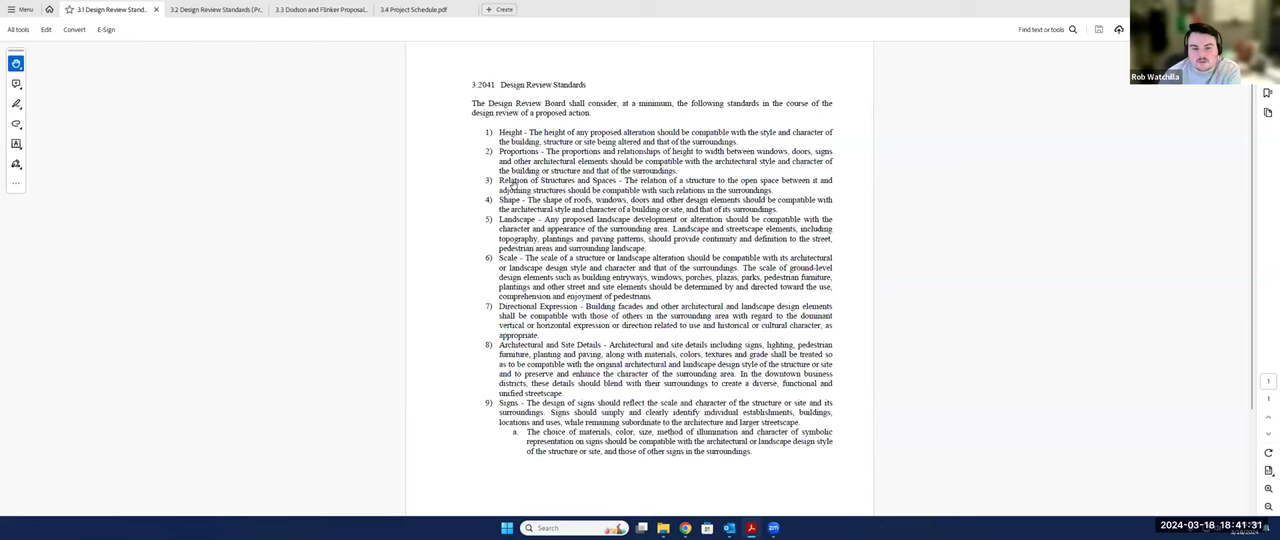 Menu
3.1 Design Review Stand...
3.2 Design Review Standards (Pr...
3.3 Dodson and Flinker Proposal...
3.4 Project Schedule.pdf
Create
All tools
Edit
Convert
E-Sign
Find text or tools
Rob Watchilla
3.2041 Design Review Standards
The Design Review Board shall consider, at a minimum, the following standards in the course of the
design review of a proposed action.
1) Height - The height of any proposed alteration should be compatible with the style and character of
the building, structure or site being altered and that of the surroundings.
2) Proportions - The proportions and relationships of height to width between windows, doors, signs
and other architectural elements should be compatible with the architectural style and character of
the building or structure and that of the surroundings.
3) Relation of Structures and Spaces - The relation of a structure to the open space between it and
adjoining structures should be compatible with such relations in the surroundings.
4) Shape - The shape of roofs, windows, doors and other design elements should be compatible with
the architectural style and character of a building or site, and that of its surroundings.
5) Landscape - Any proposed landscape development or alteration should be compatible with the
character and appearance of the surrounding area. Landscape and streetscape elements, including
topography, plantings and paving patterns, should provide continuity and definition to the street,
pedestrian areas and surrounding landscape.
6) Scale - The scale of a structure or landscape alteration should be compatible with its architectural
or landscape design style and character and that of the surroundings. The scale of ground-level
design elements such as building entryways, windows, porches, plazas, parks, pedestrian furniture,
plantings and other street and site elements should be determined by and directed toward the use,
comprehension and enjoyment of pedestrians.
7) Directional Expression - Building facades and other architectural and landscape design elements
shall be compatible with those of others in the surrounding area with regard to the dominant
vertical or horizontal expression or direction related to use and historical or cultural character, as
appropriate.
8) Architectural and Site Details - Architectural and site details including signs, lighting, pedestrian
furniture, planting and paving, along with materials, colors, textures and grade shall be treated so
as to be compatible with the original architectural and landscape design style of the structure or site
and to preserve and enhance the character of the surrounding area. In the downtown business
districts, these details should blend with their surroundings to create a diverse, functional and
unified streetscape.
9) Signs - The design of signs should reflect the scale and character of the structure or site and its
surroundings. Signs should simply and clearly identify individual establishments, buildings,
locations and uses, while remaining subordinate to the architecture and larger streetscape.
a. The choice of materials, color, size, method of illumination and character of symbolic
representation on signs should be compatible with the architectural or landscape design style
of the structure or site, and those of other signs in the surroundings.
1
1
Search
2024-03-18 18:41:31
3/18/2024